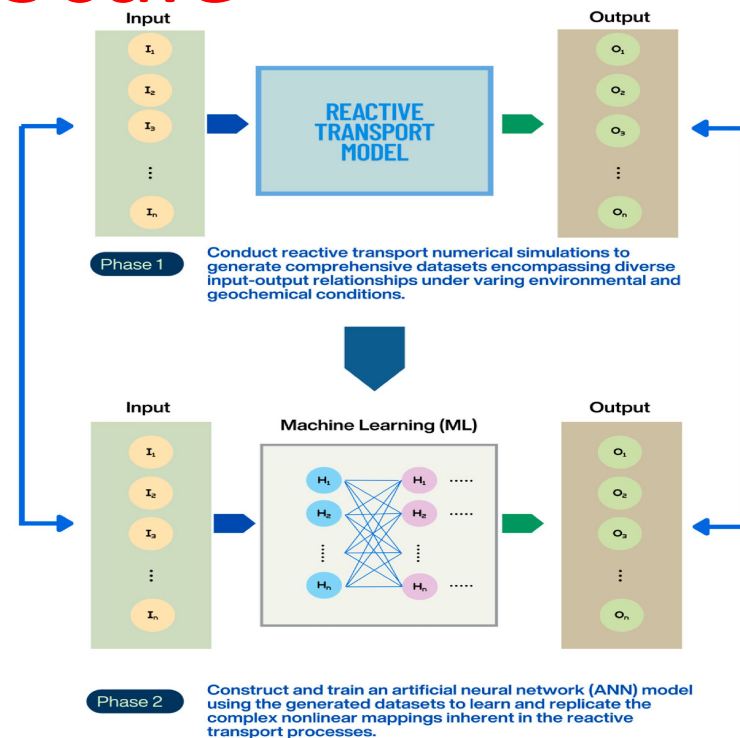 Input
Output
I₁
I₂
I₃
...
Iₙ
REACTIVE
TRANSPORT
MODEL
O₁
O₂
O₃
...
Oₙ
Phase 1
Conduct reactive transport numerical simulations to
generate comprehensive datasets encompassing diverse
input-output relationships under varying environmental and
geochemical conditions.
Input
Machine Learning (ML)
Output
I₁
I₂
I₃
...
Iₙ
H₁ H₁ .....
H₂ H₂ .....
..... .....
Hₙ Hₙ .....
O₁
O₂
O₃
...
Oₙ
Phase 2
Construct and train an artificial neural network (ANN) model
using the generated datasets to learn and replicate the
complex nonlinear mappings inherent in the reactive
transport processes.